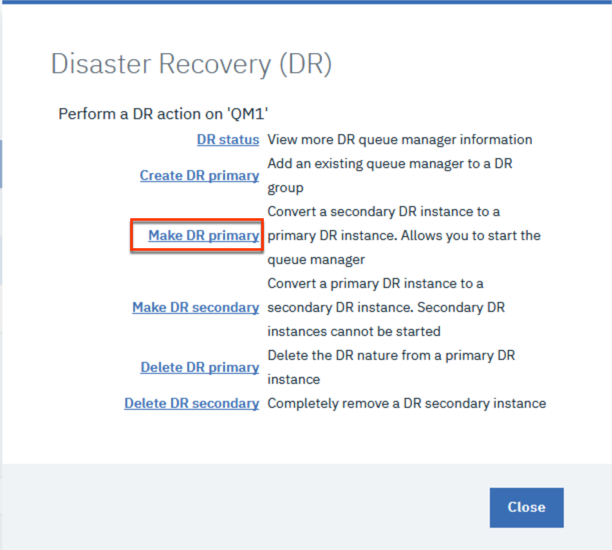 Disaster Recovery (DR)
Perform a DR action on 'QM1'
DR status View more DR queue manager information
Create DR primary Add an existing queue manager to a DR
group
Convert a secondary DR instance to a
Make DR primary primary DR instance. Allows you to start the
queue manager
Convert a primary DR instance to a
Make DR secondary secondary DR instance. Secondary DR
instances cannot be started
Delete DR primary Delete the DR nature from a primary DR
instance
Delete DR secondary Completely remove a DR secondary instance
Close